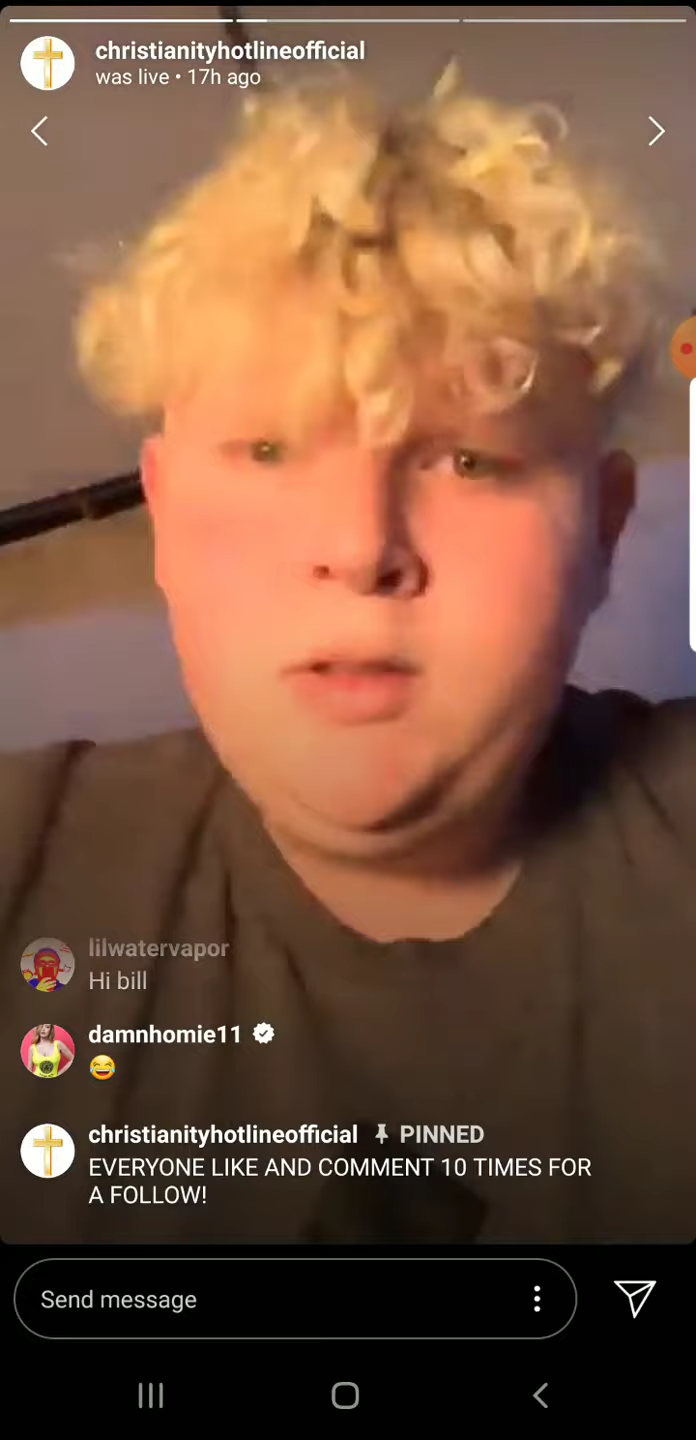 christianityhotlineofficial
was live • 17h ago
lilwatervapor
Hi bill
damnhomie11
😂
christianityhotlineofficial PINNED
EVERYONE LIKE AND COMMENT 10 TIMES FOR
A FOLLOW!
Send message